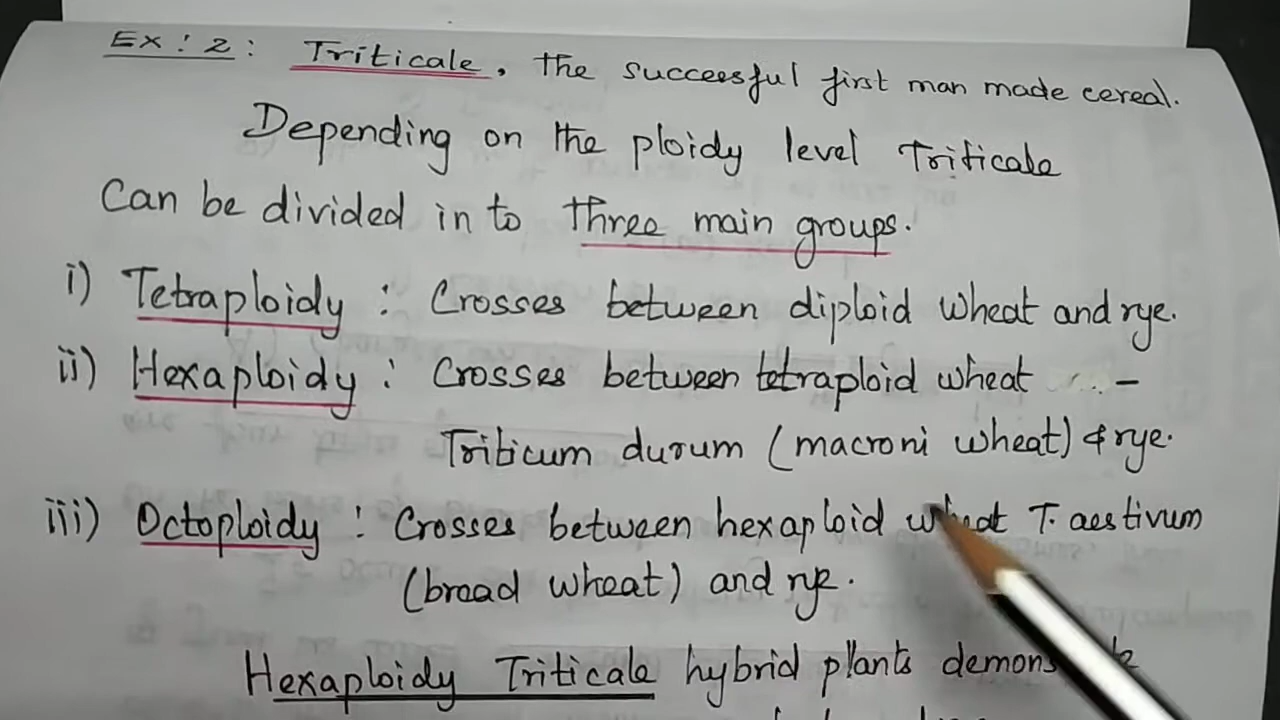 Ex: 2: Triticale, the successful first man made cereal.
Depending on the ploidy level Triticale
Can be divided in to three main groups.
i) Tetraploidy : Crosses between diploid wheat and rye.
ii) Hexaploidy : Crosses between tetraploid wheat -
Triticum durum (macroni wheat) & rye.
iii) Octoploidy : Crosses between hexaploid wheat T. aestivum
(bread wheat) and rye.
Hexaploidy Triticale hybrid plants